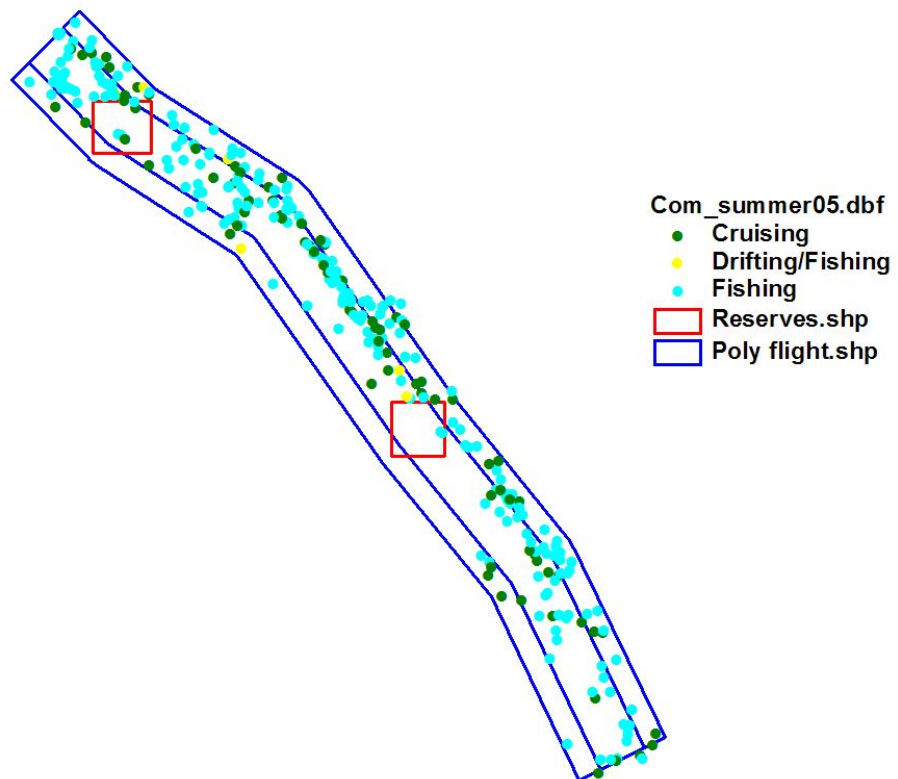 Com_summer05.dbf
Cruising
Drifting/Fishing
Fishing
Reserves.shp
Poly flight.shp